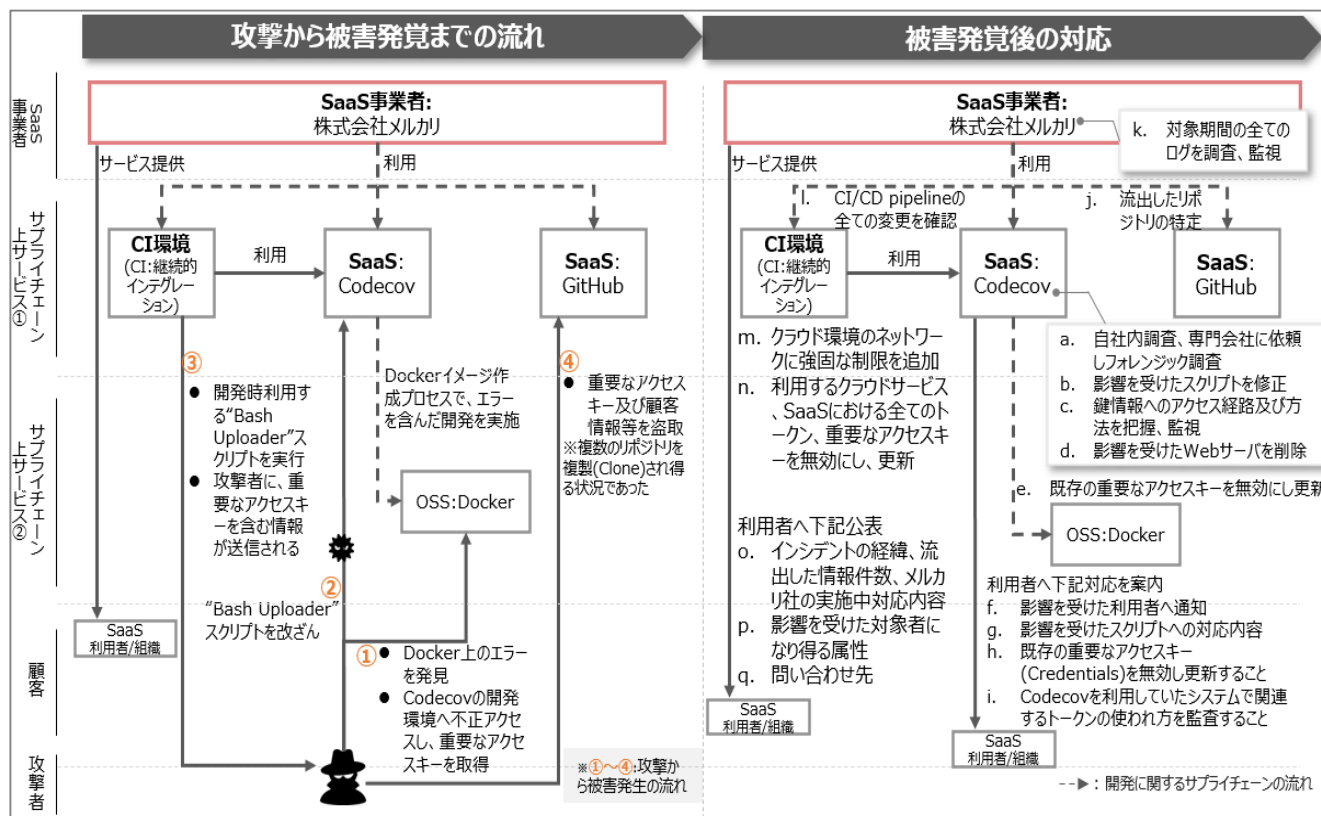 攻撃から被害発覚までの流れ
被害発覚後の対応
SaaS
事業者
サプライチェーン
上サービス①
サプライチェーン
上サービス②
顧客
攻撃者
SaaS事業者:
株式会社メルカリ
サービス提供
利用
CI環境
(CI:継続的
インテグレー
ション)
利用
SaaS:
Codecov
SaaS:
GitHub
③
● 開発時利用す
る“Bash
Uploader”ス
クリプトを実行
● 攻撃者に、重
要なアクセスキ
ーを含む情報
が送信される
Dockerイメージ作
成プロセスで、エラー
を含んだ開発を実施
④
● 重要なアクセス
キー及び顧客
情報等を盗取
※複数のリポジトリを
複製(Clone)され得
る状況であった
OSS:Docker
②
“Bash Uploader”
スクリプトを改ざん
SaaS
利用者/組織
①
● Docker上のエラー
を発見
● Codecovの開発
環境へ不正アクセ
スし、重要なアクセ
スキーを取得
※①～④:攻撃か
ら被害発生の流れ
SaaS事業者:
株式会社メルカリ
k. 対象期間の全ての
ログを調査、監視
サービス提供
利用
l. CI/CD pipelineの
全ての変更を確認
j. 流出したリポ
ジトリの特定
CI環境
(CI:継続的
インテグレー
ション)
利用
SaaS:
Codecov
SaaS:
GitHub
a. 自社内調査、専門会社に依頼
しフォレンジック調査
b. 影響を受けたスクリプトを修正
c. 鍵情報へのアクセス経路及び方
法を把握、監視
d. 影響を受けたWebサーバを削除
m. クラウド環境のネットワー
クに強固な制限を追加
n. 利用するクラウドサービス
、SaaSにおける全てのト
ークン、重要なアクセスキ
ーを無効にし、更新
e. 既存の重要なアクセスキーを無効にし更新
OSS:Docker
利用者へ下記公表
o. インシデントの経緯、流
出した情報件数、メルカ
リ社の実施中対応内容
p. 影響を受けた対象者に
なり得る属性
q. 問い合わせ先
利用者へ下記対応を案内
f. 影響を受けた利用者へ通知
g. 影響を受けたスクリプトへの対応内容
h. 既存の重要なアクセスキー
(Credentials)を無効し更新すること
i. Codecovを利用していたシステムで関連
するトークンの使われ方を監査すること
SaaS
利用者/組織
SaaS
利用者/組織
--▶：開発に関するサプライチェーンの流れ